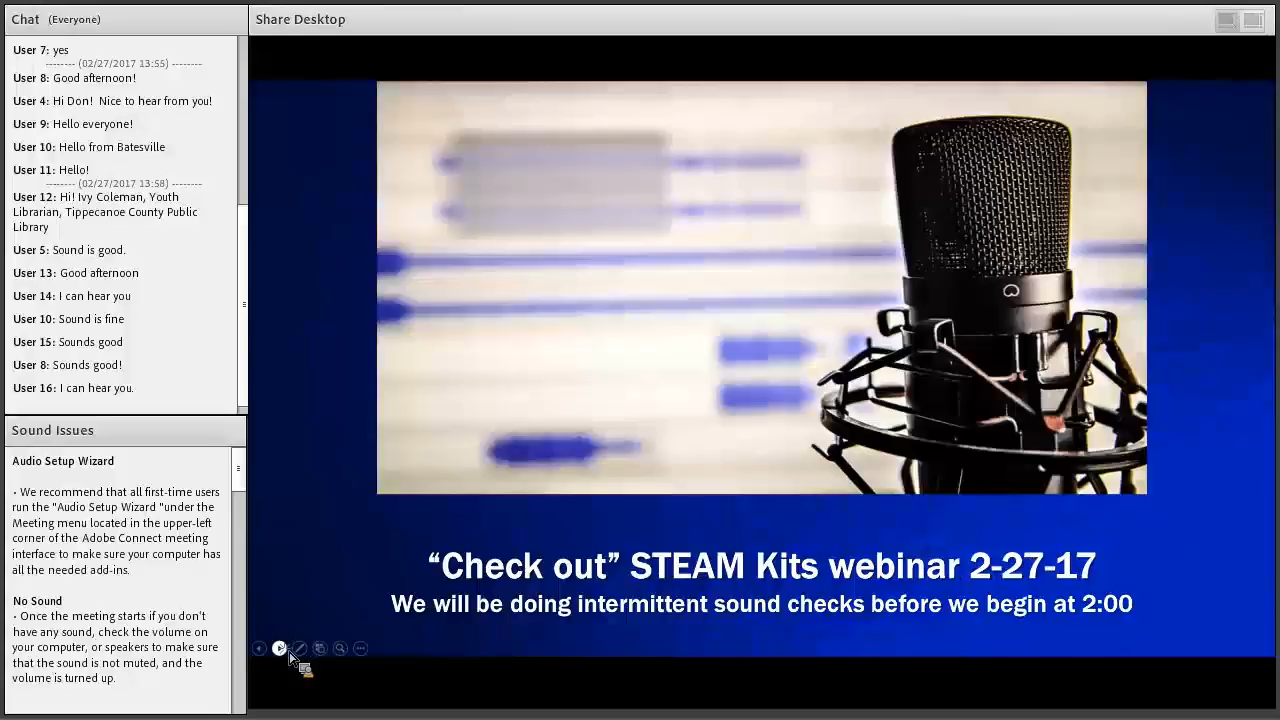 Chat (Everyone)
User 7: yes
-------- (02/27/2017 13:55) --------
User 8: Good afternoon!
User 4: Hi Don! Nice to hear from you!
User 9: Hello everyone!
User 10: Hello from Batesville
User 11: Hello!
-------- (02/27/2017 13:58) --------
User 12: Hi! Ivy Coleman, Youth
Librarian, Tippecanoe County Public
Library
User 5: Sound is good.
User 13: Good afternoon
User 14: I can hear you
User 10: Sound is fine
User 15: Sounds good
User 8: Sounds good!
User 16: I can hear you.
Sound Issues
Audio Setup Wizard
• We recommend that all first-time users
run the "Audio Setup Wizard "under the
Meeting menu located in the upper-left
corner of the Adobe Connect meeting
interface to make sure your computer has
all the needed add-ins.
No Sound
• Once the meeting starts if you don't
have any sound, check the volume on
your computer, or speakers to make sure
that the sound is not muted, and the
volume is turned up.
Share Desktop
“Check out” STEAM Kits webinar 2-27-17
We will be doing intermittent sound checks before we begin at 2:00